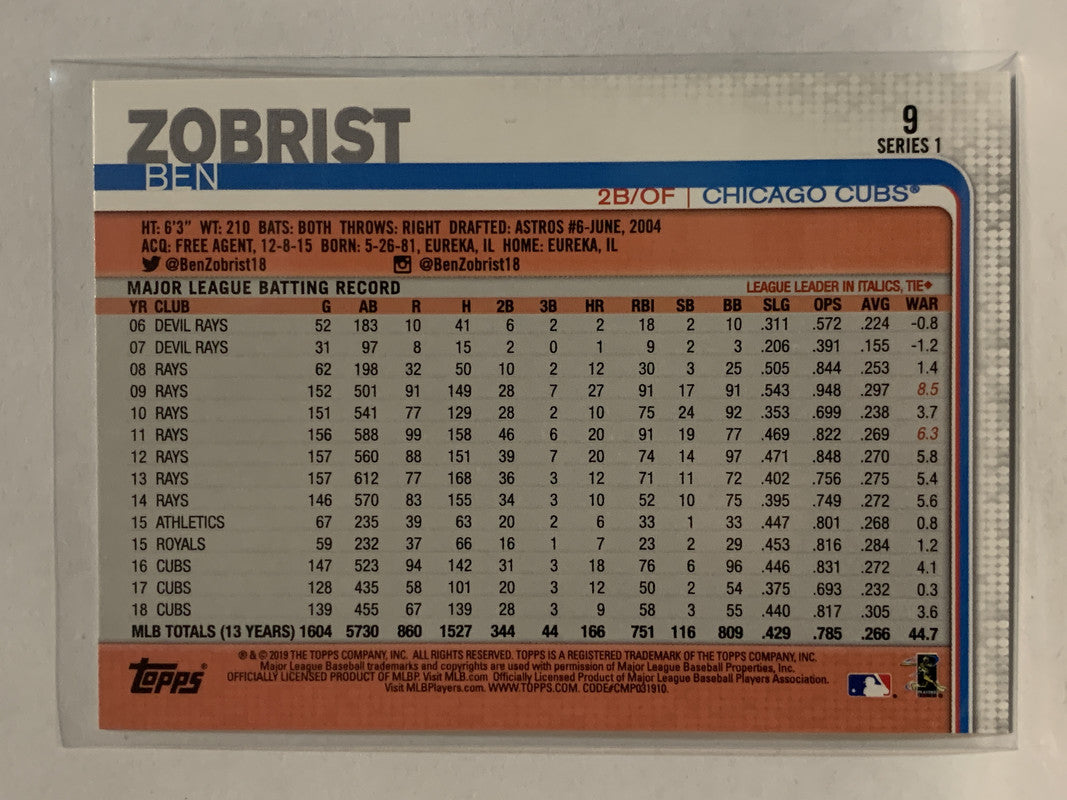 ZOBRIST
BEN
9
SERIES 1
2B/OF | CHICAGO CUBS®
HT: 6'3" WT: 210 BATS: BOTH THROWS: RIGHT DRAFTED: ASTROS #6-JUNE, 2004
ACQ: FREE AGENT, 12-8-15 BORN: 5-26-81, EUREKA, IL HOME: EUREKA, IL
@BenZobrist18 @BenZobrist18
MAJOR LEAGUE BATTING RECORD LEAGUE LEADER IN ITALICS, TIE◆
YR CLUB G AB R H 2B 3B HR RBI SB BB SLG OPS AVG WAR
06 DEVIL RAYS 52 183 10 41 6 2 2 18 2 10 .311 .572 .224 -0.8
07 DEVIL RAYS 31 97 8 15 2 0 1 9 2 3 .206 .391 .155 -1.2
08 RAYS 62 198 32 50 10 2 12 30 3 25 .505 .844 .253 1.4
09 RAYS 152 501 91 149 28 7 27 91 17 91 .543 .948 .297 8.5
10 RAYS 151 541 77 129 28 2 10 75 24 92 .353 .699 .238 3.7
11 RAYS 156 588 99 158 46 6 20 91 19 77 .469 .822 .269 6.3
12 RAYS 157 560 88 151 39 7 20 74 14 97 .471 .848 .270 5.8
13 RAYS 157 612 77 168 36 3 12 71 11 72 .402 .756 .275 5.4
14 RAYS 146 570 83 155 34 3 10 52 10 75 .395 .749 .272 5.6
15 ATHLETICS 67 235 39 63 20 2 6 33 1 33 .447 .801 .268 0.8
15 ROYALS 59 232 37 66 16 1 7 23 2 29 .453 .816 .284 1.2
16 CUBS 147 523 94 142 31 3 18 76 6 96 .446 .831 .272 4.1
17 CUBS 128 435 58 101 20 3 12 50 2 54 .375 .693 .232 0.3
18 CUBS 139 455 67 139 28 3 9 58 3 55 .440 .817 .305 3.6
MLB TOTALS (13 YEARS) 1604 5730 860 1527 344 44 166 751 116 809 .429 .785 .266 44.7
® & © 2019 THE TOPPS COMPANY, INC. ALL RIGHTS RESERVED. TOPPS IS A REGISTERED TRADEMARK OF THE TOPPS COMPANY, INC.
Major League Baseball trademarks and copyrights are used with permission of Major League Baseball Properties, Inc.
OFFICIALLY LICENSED PRODUCT OF MLBP. Visit MLB.com Officially Licensed Product of Major League Baseball Players Association.
Visit MLBPlayers.com. WWW.TOPPS.COM. CODE#CMP031910.
Topps®